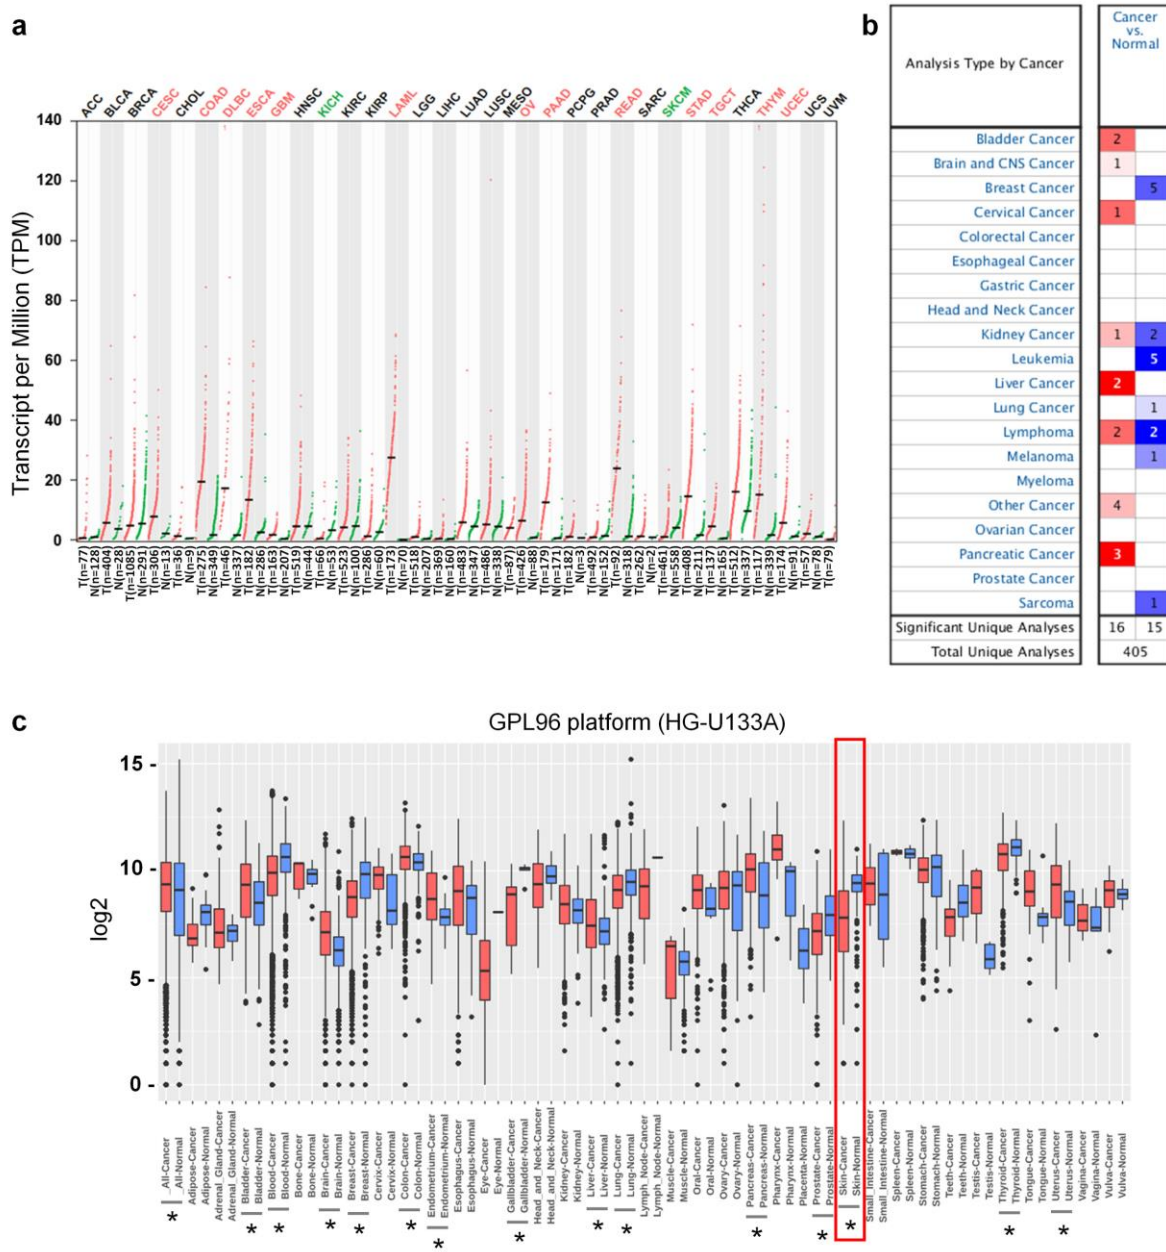 a
ACC BLCA BRCA CESC CHOL COAD DLBC ESCA GBM HNSC KICH KIRC KIRP LAML LGG LIHC LUAD LUSC MESO OV PAAD PCPG PRAD READ SARC SKCM STAD TGCT THCA THYM UCEC UCS UVM
Transcript per Million (TPM)
140
120
100
80
60
40
20
0
T(n=77) N(n=128) T(n=404) N(n=28) T(n=1085) N(n=291) T(n=306) N(n=13) T(n=36) N(n=9) T(n=275) N(n=349) T(n=46) N(n=337) T(n=182) N(n=286) T(n=163) N(n=207) T(n=519) N(n=44) T(n=66) N(n=53) T(n=523) N(n=100) T(n=286) N(n=60) T(n=173) N(n=70) T(n=518) N(n=207) T(n=369) N(n=160) T(n=483) N(n=347) T(n=486) N(n=338) T(n=87) T(n=426) N(n=88) T(n=179) N(n=171) T(n=182) N(n=3) T(n=492) N(n=152) T(n=92) N(n=318) T(n=262) N(n=2) T(n=461) N(n=558) T(n=408) N(n=211) T(n=137) N(n=165) T(n=512) N(n=337) T(n=118) N(n=339) T(n=174) N(n=91) T(n=57) N(n=78) T(n=79)
b
Analysis Type by Cancer
Cancer
vs.
Normal
Bladder Cancer 2
Brain and CNS Cancer 1
Breast Cancer 5
Cervical Cancer 1
Colorectal Cancer
Esophageal Cancer
Gastric Cancer
Head and Neck Cancer
Kidney Cancer 1 2
Leukemia 5
Liver Cancer 2
Lung Cancer 1
Lymphoma 2 2
Melanoma 1
Myeloma
Other Cancer 4
Ovarian Cancer
Pancreatic Cancer 3
Prostate Cancer
Sarcoma 1
Significant Unique Analyses 16 15
Total Unique Analyses 405
c
GPL96 platform (HG-U133A)
log2
15 -
10 -
5 -
0 -
_All-Cancer
_All-Normal
Adipose-Cancer
Adipose-Normal
Adrenal_Gland-Cancer
Adrenal_Gland-Normal
Bladder-Cancer
Bladder-Normal
Blood-Cancer
Blood-Normal
Bone-Cancer
Bone-Normal
Brain-Cancer
Brain-Normal
Breast-Cancer
Breast-Normal
Cervix-Cancer
Cervix-Normal
Colon-Cancer
Colon-Normal
Endometrium-Cancer
Endometrium-Normal
Esophagus-Cancer
Esophagus-Normal
Eye-Cancer
Eye-Normal
Gallbladder-Cancer
Gallbladder-Normal
Head_and_Neck-Cancer
Head_and_Neck-Normal
Kidney-Cancer
Kidney-Normal
Liver-Cancer
Liver-Normal
Lung-Cancer
Lung-Normal
Lymph_Node-Cancer
Lymph_Node-Normal
Muscle-Cancer
Muscle-Normal
Oral-Cancer
Oral-Normal
Ovary-Cancer
Ovary-Normal
Pancreas-Cancer
Pancreas-Normal
Pharynx-Cancer
Pharynx-Normal
Placenta-Normal
Prostate-Cancer
Prostate-Normal
Skin-Cancer
Skin-Normal
Small_Intestine-Cancer
Small_Intestine-Normal
Spleen-Cancer
Spleen-Normal
Stomach-Cancer
Stomach-Normal
Teeth-Cancer
Teeth-Normal
Testis-Cancer
Testis-Normal
Thyroid-Cancer
Thyroid-Normal
Tongue-Cancer
Tongue-Normal
Uterus-Cancer
Uterus-Normal
Vagina-Cancer
Vagina-Normal
Vulva-Cancer
Vulva-Normal
* * * * * * * * * * * * * * *